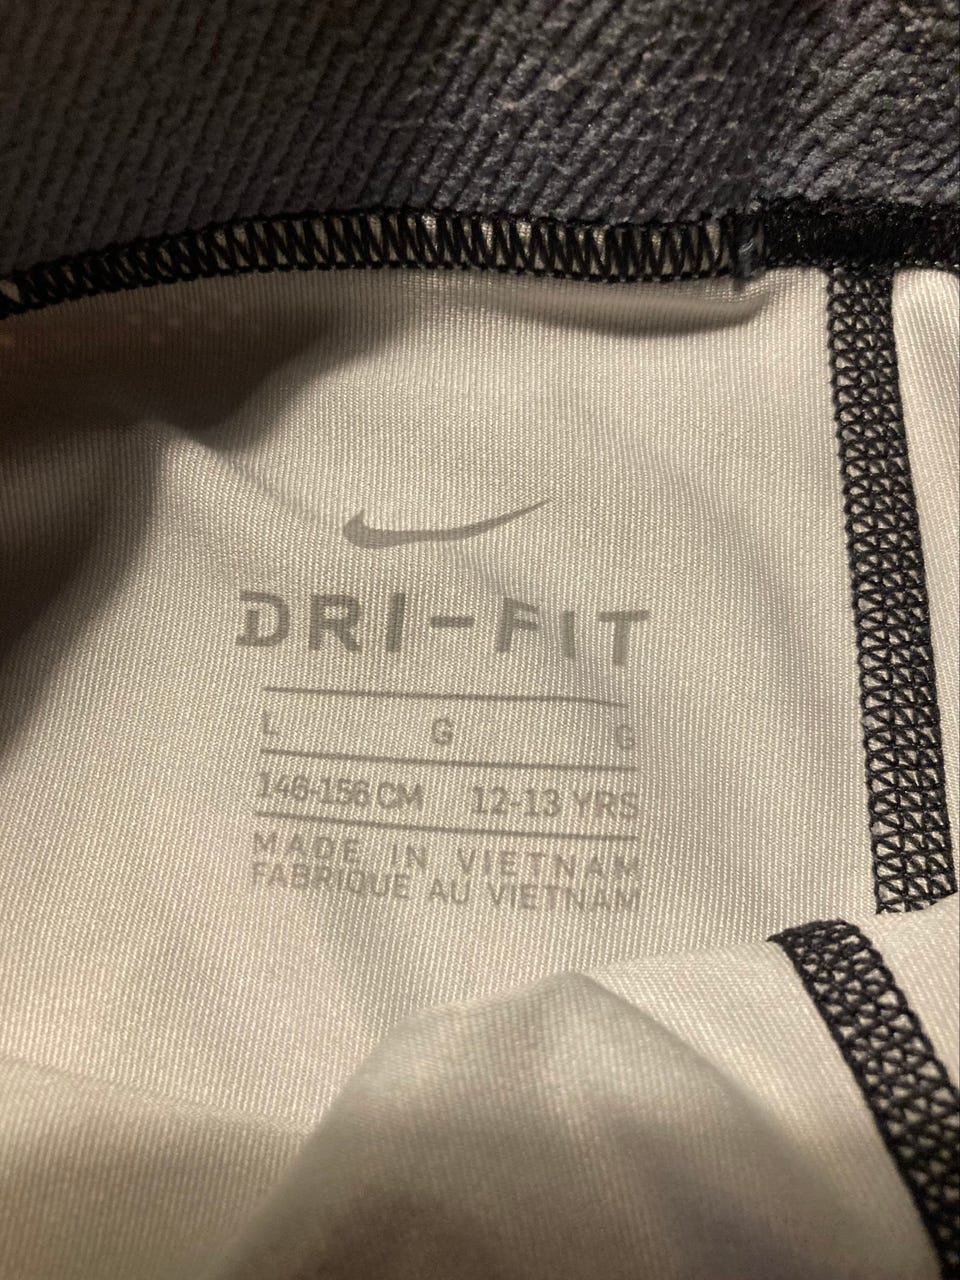 DRI-FIT
L G G
146-156 CM 12-13 YRS
MADE IN VIETNAM
FABRIQUE AU VIETNAM